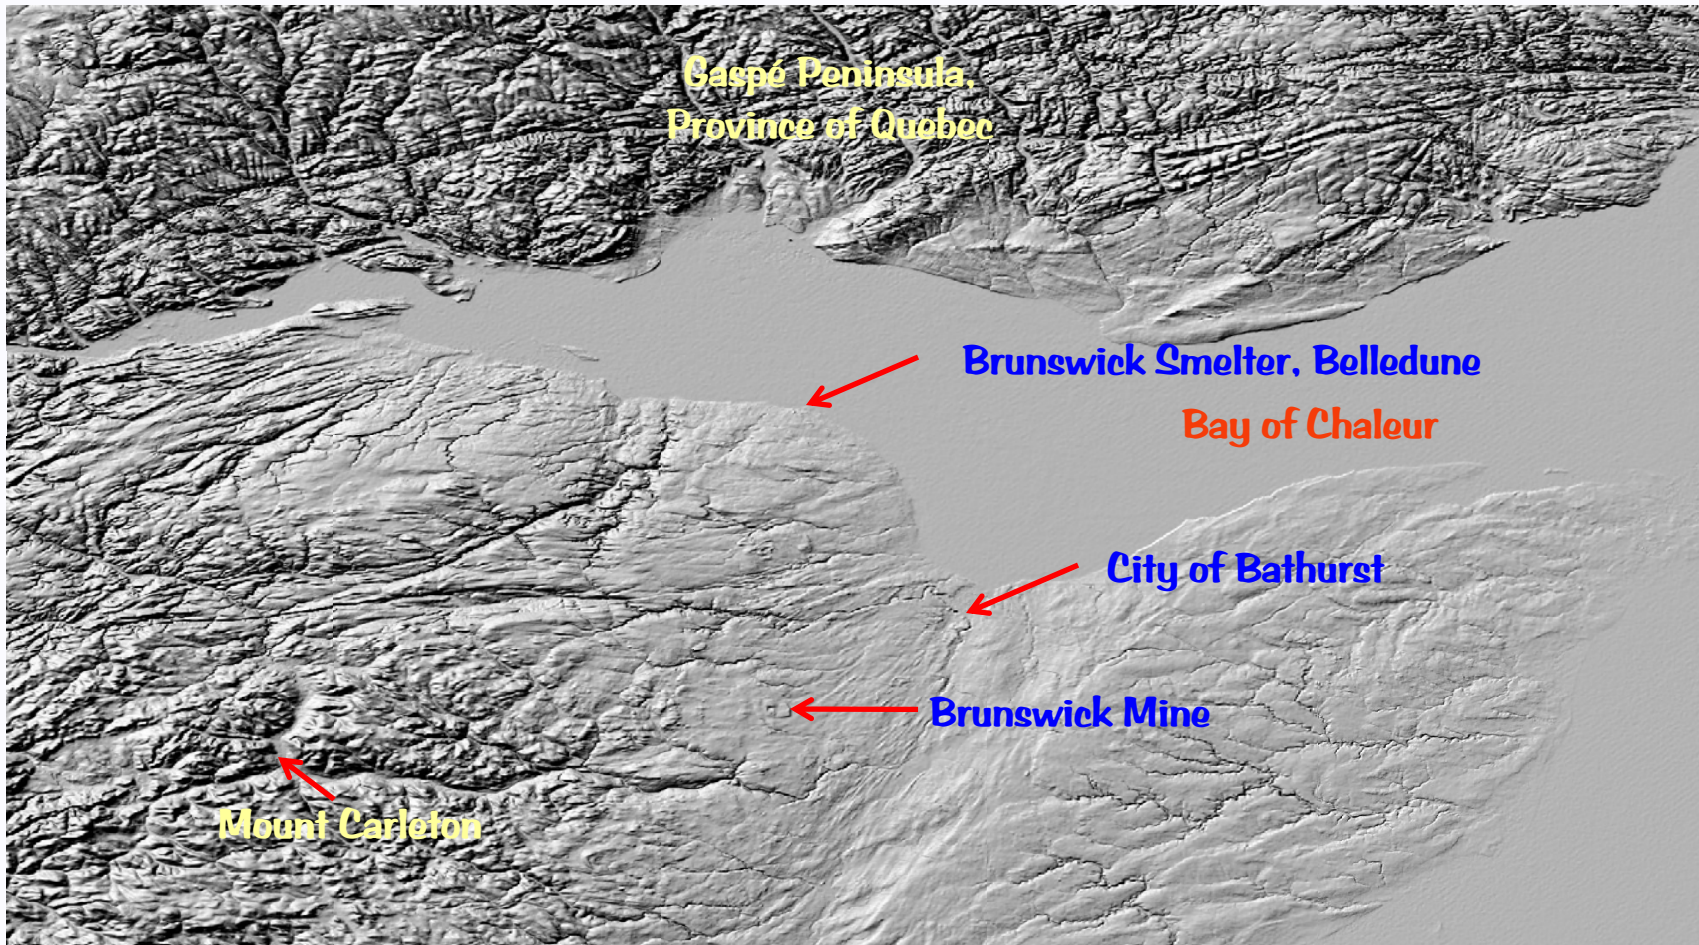 Gaspé Peninsula,
Province of Quebec
Brunswick Smelter, Belledune
Bay of Chaleur
City of Bathurst
Brunswick Mine
Mount Carleton